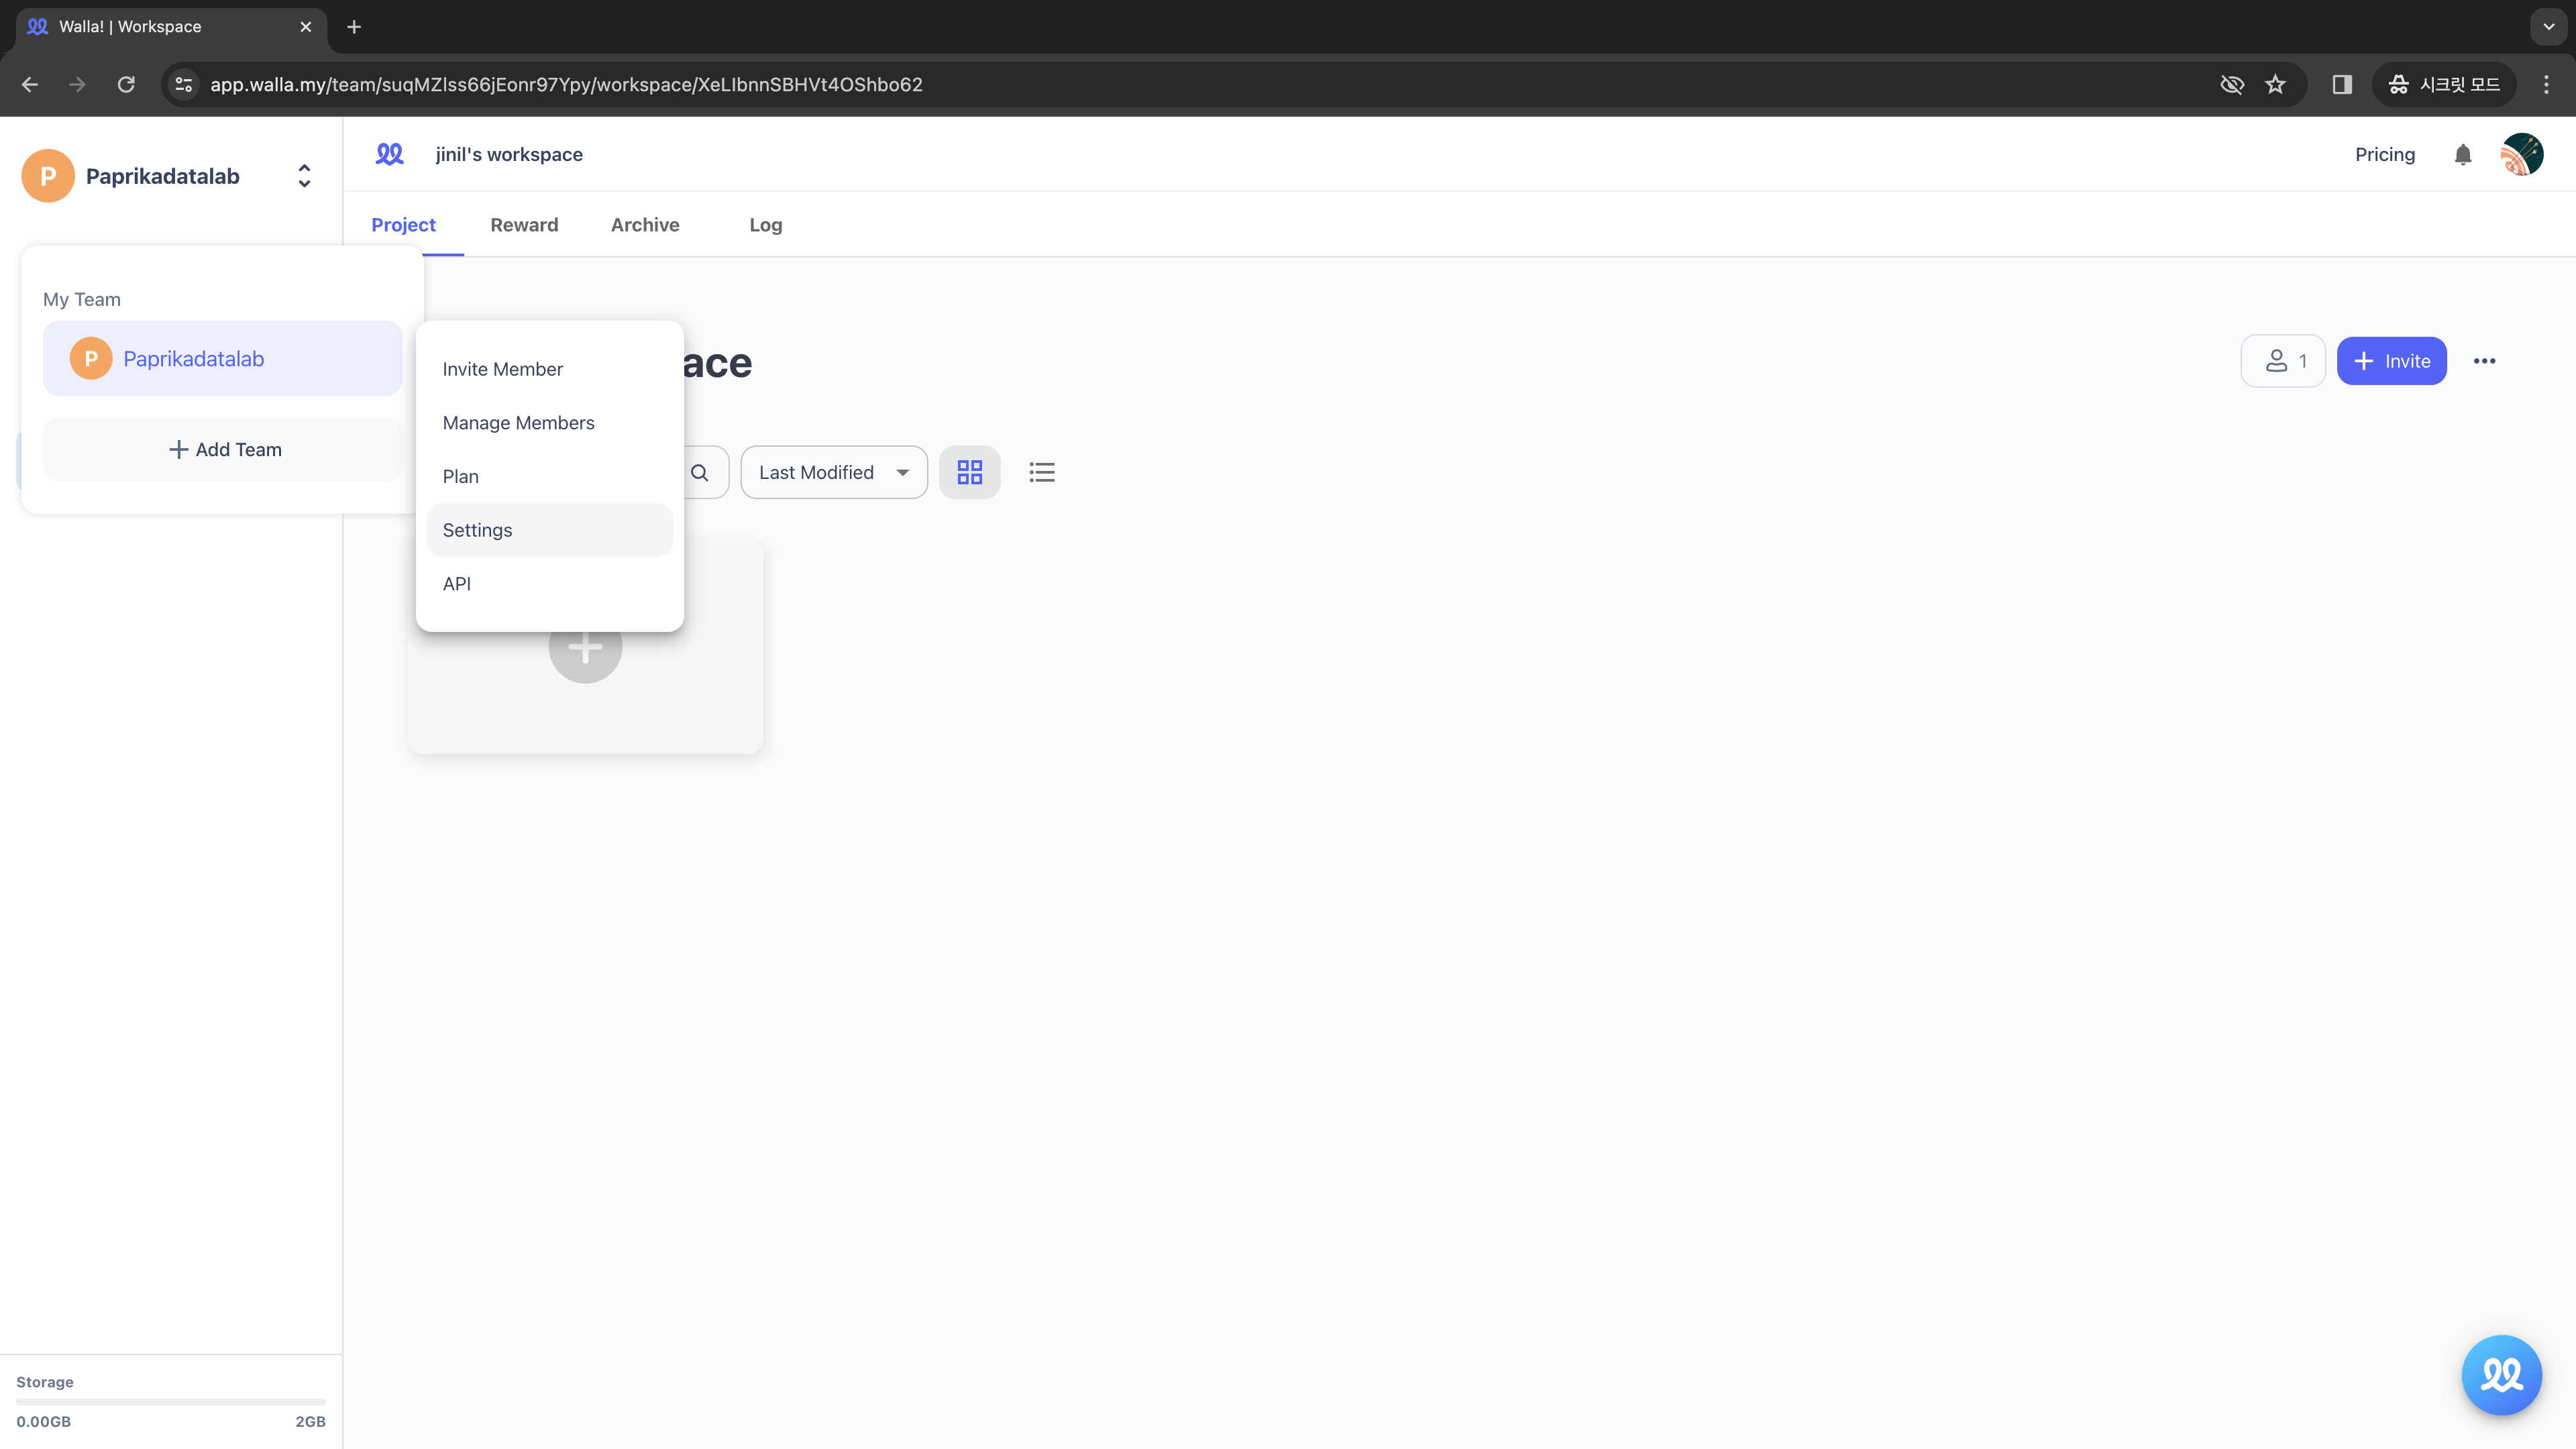 Walla! | Workspace
app.walla.my/team/suqMZlss66jEonr97Ypy/workspace/XeLIbnnSBHVt4OShbo62
시크릿 모드
P Paprikadatalab
jinil's workspace
Pricing
Project Reward Archive Log
My Team
P Paprikadatalab
Add Team
Invite Member
Manage Members
Plan
Settings
API
ace
1
Invite
Last Modified
Storage
0.00GB 2GB